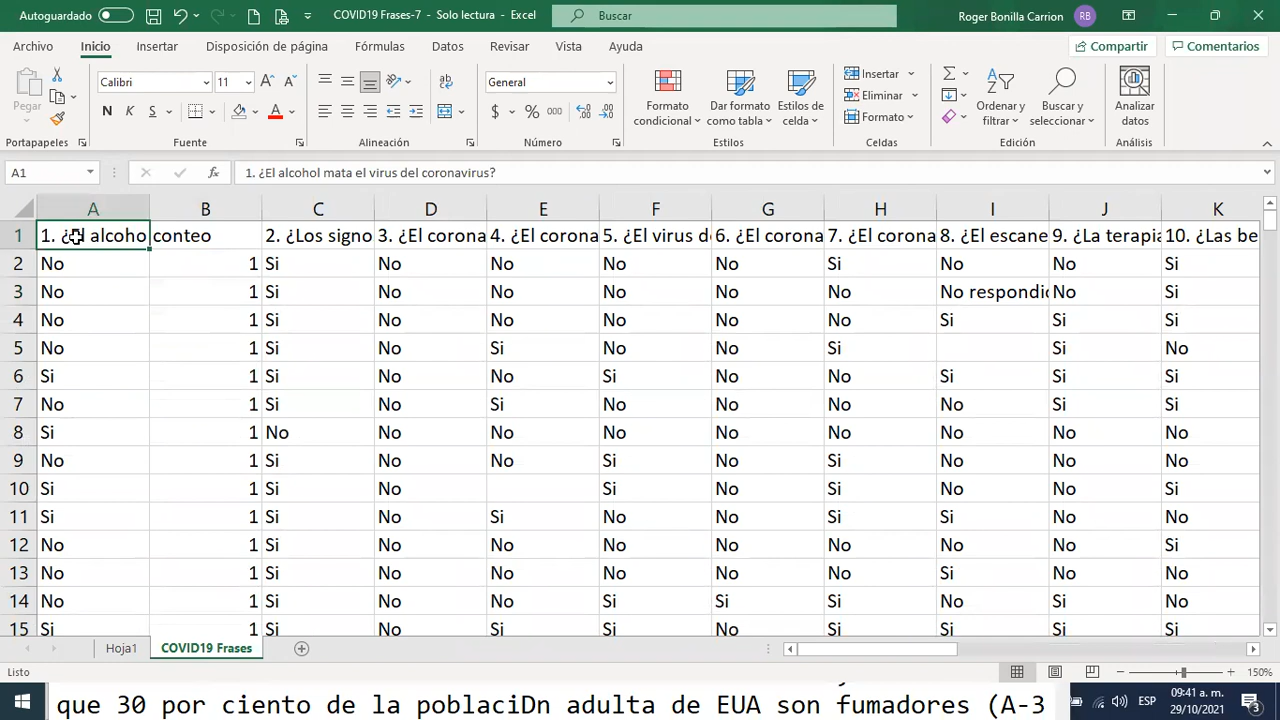 Autoguardado COVID19 Frases-7 - Solo lectura - Excel Buscar Roger Bonilla Carrion RB
Archivo Inicio Insertar Disposición de página Fórmulas Datos Revisar Vista Ayuda Compartir Comentarios
Pegar Calibri 11 General Formato condicional Dar formato como tabla Estilos de celda Insertar Eliminar Formato Ordenar y filtrar Buscar y seleccionar Analizar datos
N K S $ % 000
Portapapeles Fuente Alineación Número Estilos Celdas Edición Análisis
A1 fx 1. ¿El alcohol mata el virus del coronavirus?
A B C D E F G H I J K
1 1. ¿El alcoho conteo 2. ¿Los signo 3. ¿El corona 4. ¿El corona 5. ¿El virus de 6. ¿El corona 7. ¿El corona 8. ¿El escane 9. ¿La terapia 10. ¿Las be
2 No 1 Si No No No No Si No No Si
3 No 1 Si No No No No No No respondio No Si
4 No 1 Si No No No No No Si Si Si
5 No 1 Si No Si No No Si Si No
6 Si 1 Si No No Si No No Si Si No
7 No 1 Si No Si No No No No Si Si
8 Si 1 No No No No No No No No No
9 No 1 Si No No Si No Si No No No
10 Si 1 Si No Si No Si No Si No
11 Si 1 Si No Si No No Si Si No No
12 No 1 Si No No No No Si No No Si
13 No 1 Si No No No No No Si No No
14 No 1 Si No No Si Si Si No Si No
15 Si 1 Si No Si Si No Si Si No No
Hoja1 COVID19 Frases
Listo 150%
que 30 por ciento de la poblaciDn adulta de EUA son fumadores (A-3
ESP 09:41 a. m. 29/10/2021 3